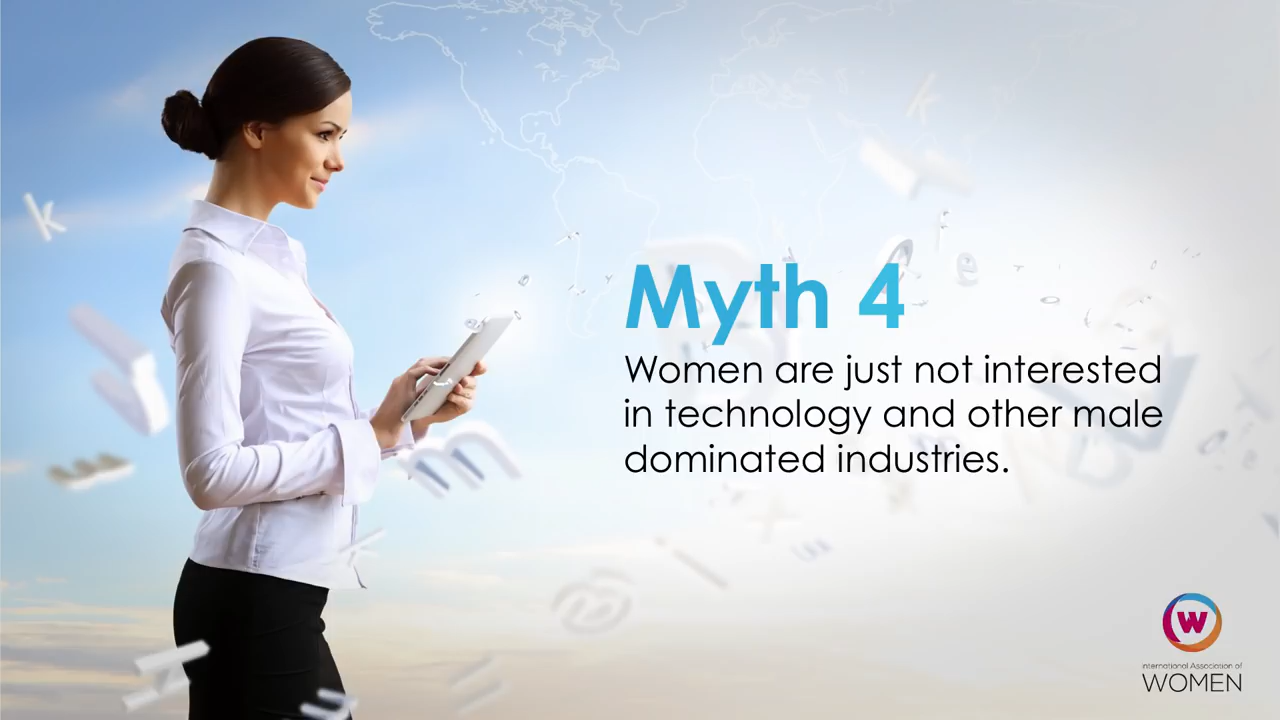 Myth 4
Women are just not interested
in technology and other male
dominated industries.
W
International Association of
WOMEN